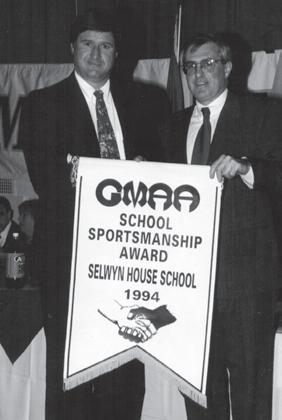 GMAA
SCHOOL
SPORTSMANSHIP
AWARD
SELWYN HOUSE SCHOOL
1994